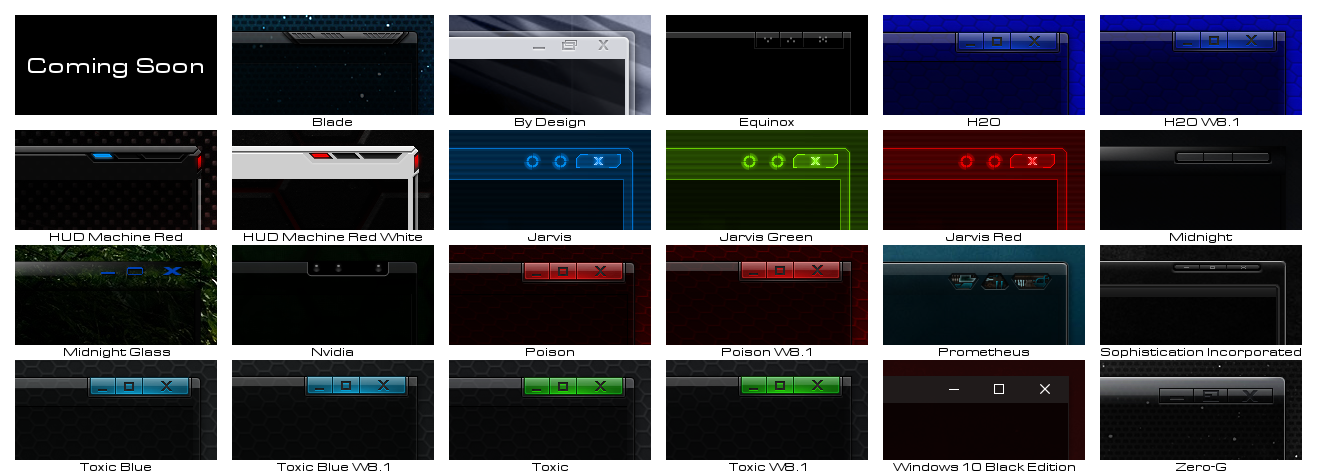 Coming Soon
Blade
By Design
Equinox
H2O
H2O W8.1
HUD Machine Red
HUD Machine Red White
Jarvis
Jarvis Green
Jarvis Red
Midnight
Midnight Glass
Nvidia
Poison
Poison W8.1
Prometheus
Sophistication Incorporated
Toxic Blue
Toxic Blue W8.1
Toxic
Toxic W8.1
Windows 10 Black Edition
Zero-G